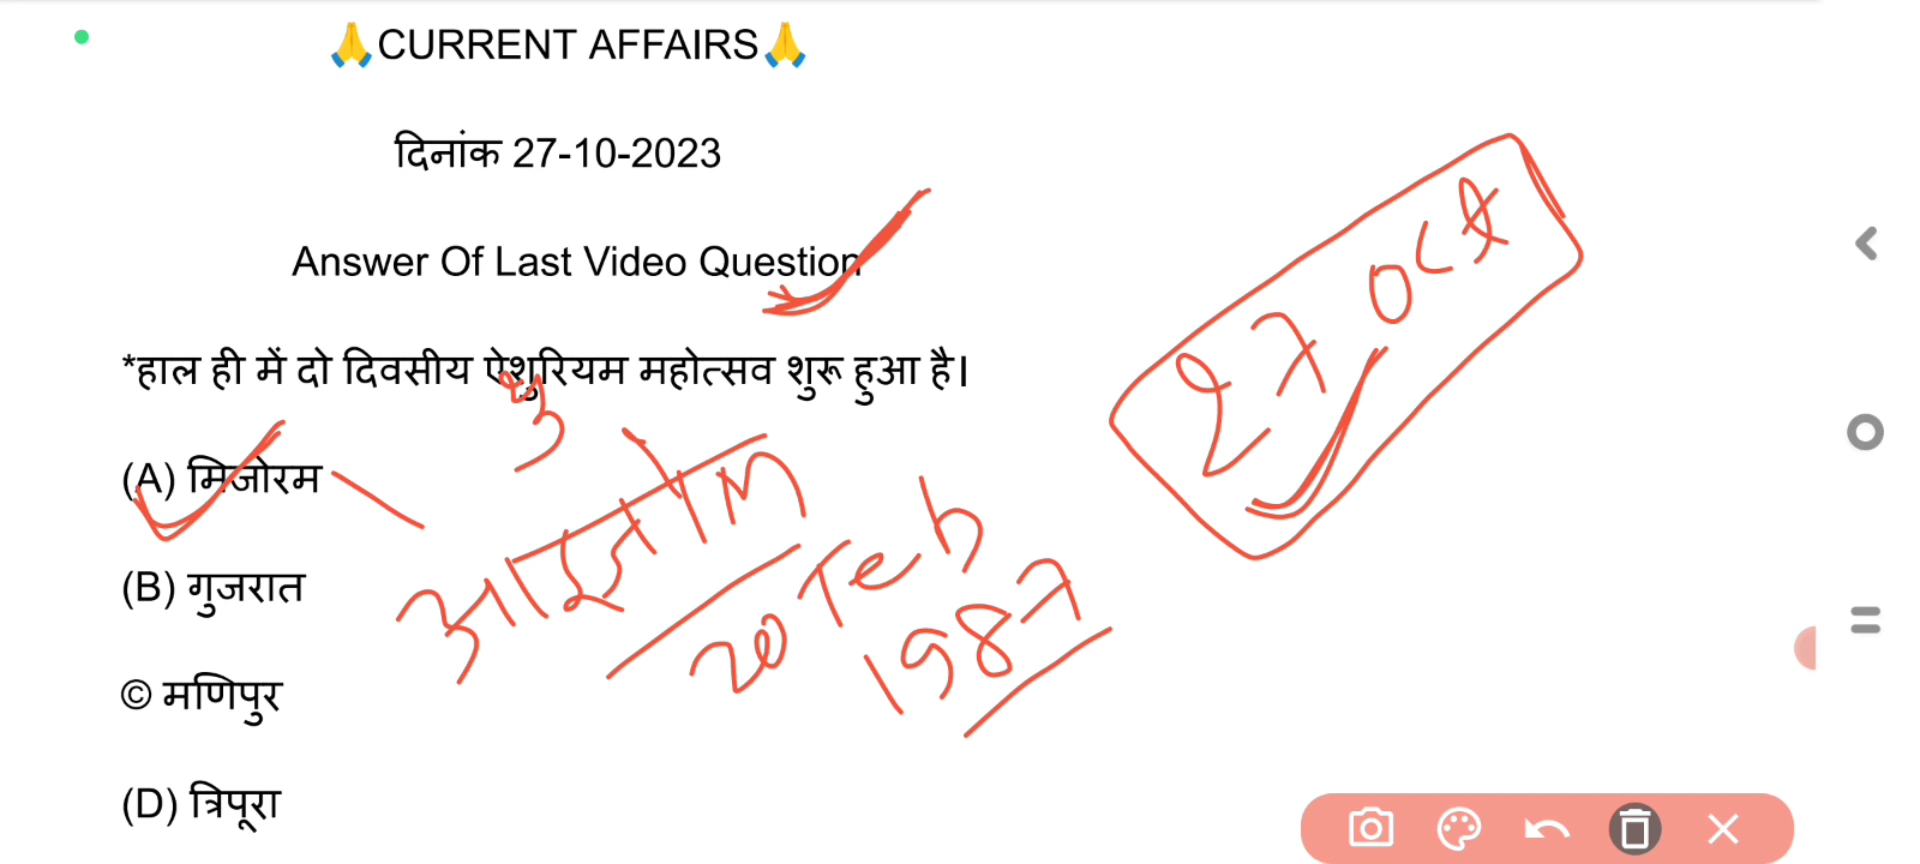 🙏CURRENT AFFAIRS🙏
दिनांक 27-10-2023
Answer Of Last Video Question
*हाल ही में दो दिवसीय ऐशुरियम महोत्सव शुरू हुआ है।
(A) मिजोरम
(B) गुजरात
© मणिपुर
(D) त्रिपूरा
27 oct
आइजोम
20 Feb
1987